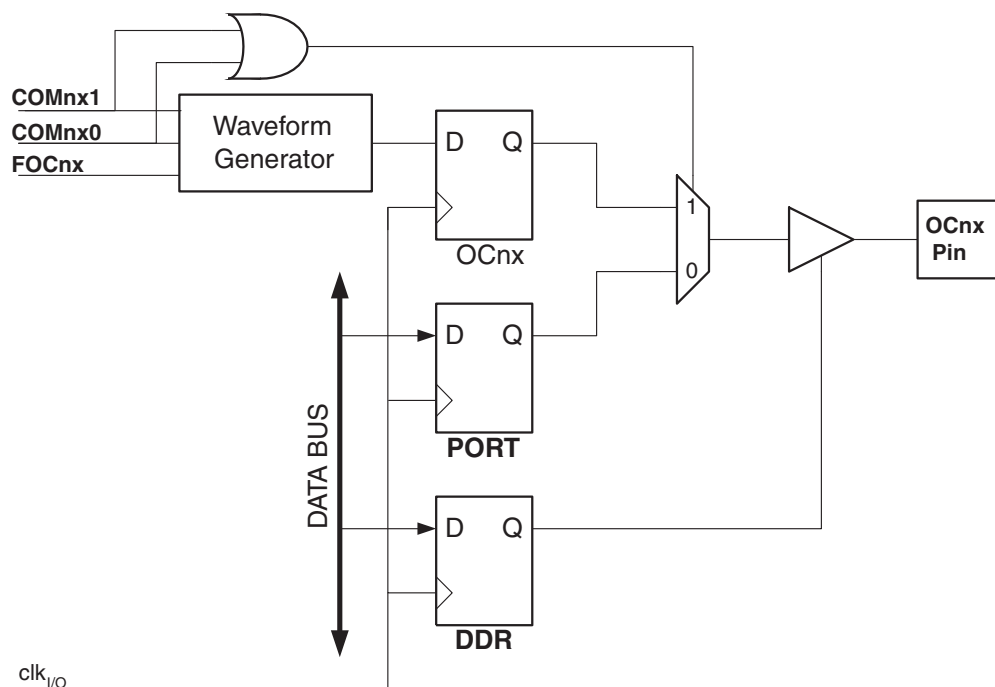 COMnx1
COMnx0
FOCnx
Waveform
Generator
D Q
OCnx
1
0
OCnx
Pin
D Q
PORT
DATA BUS
D Q
DDR
clkI/O